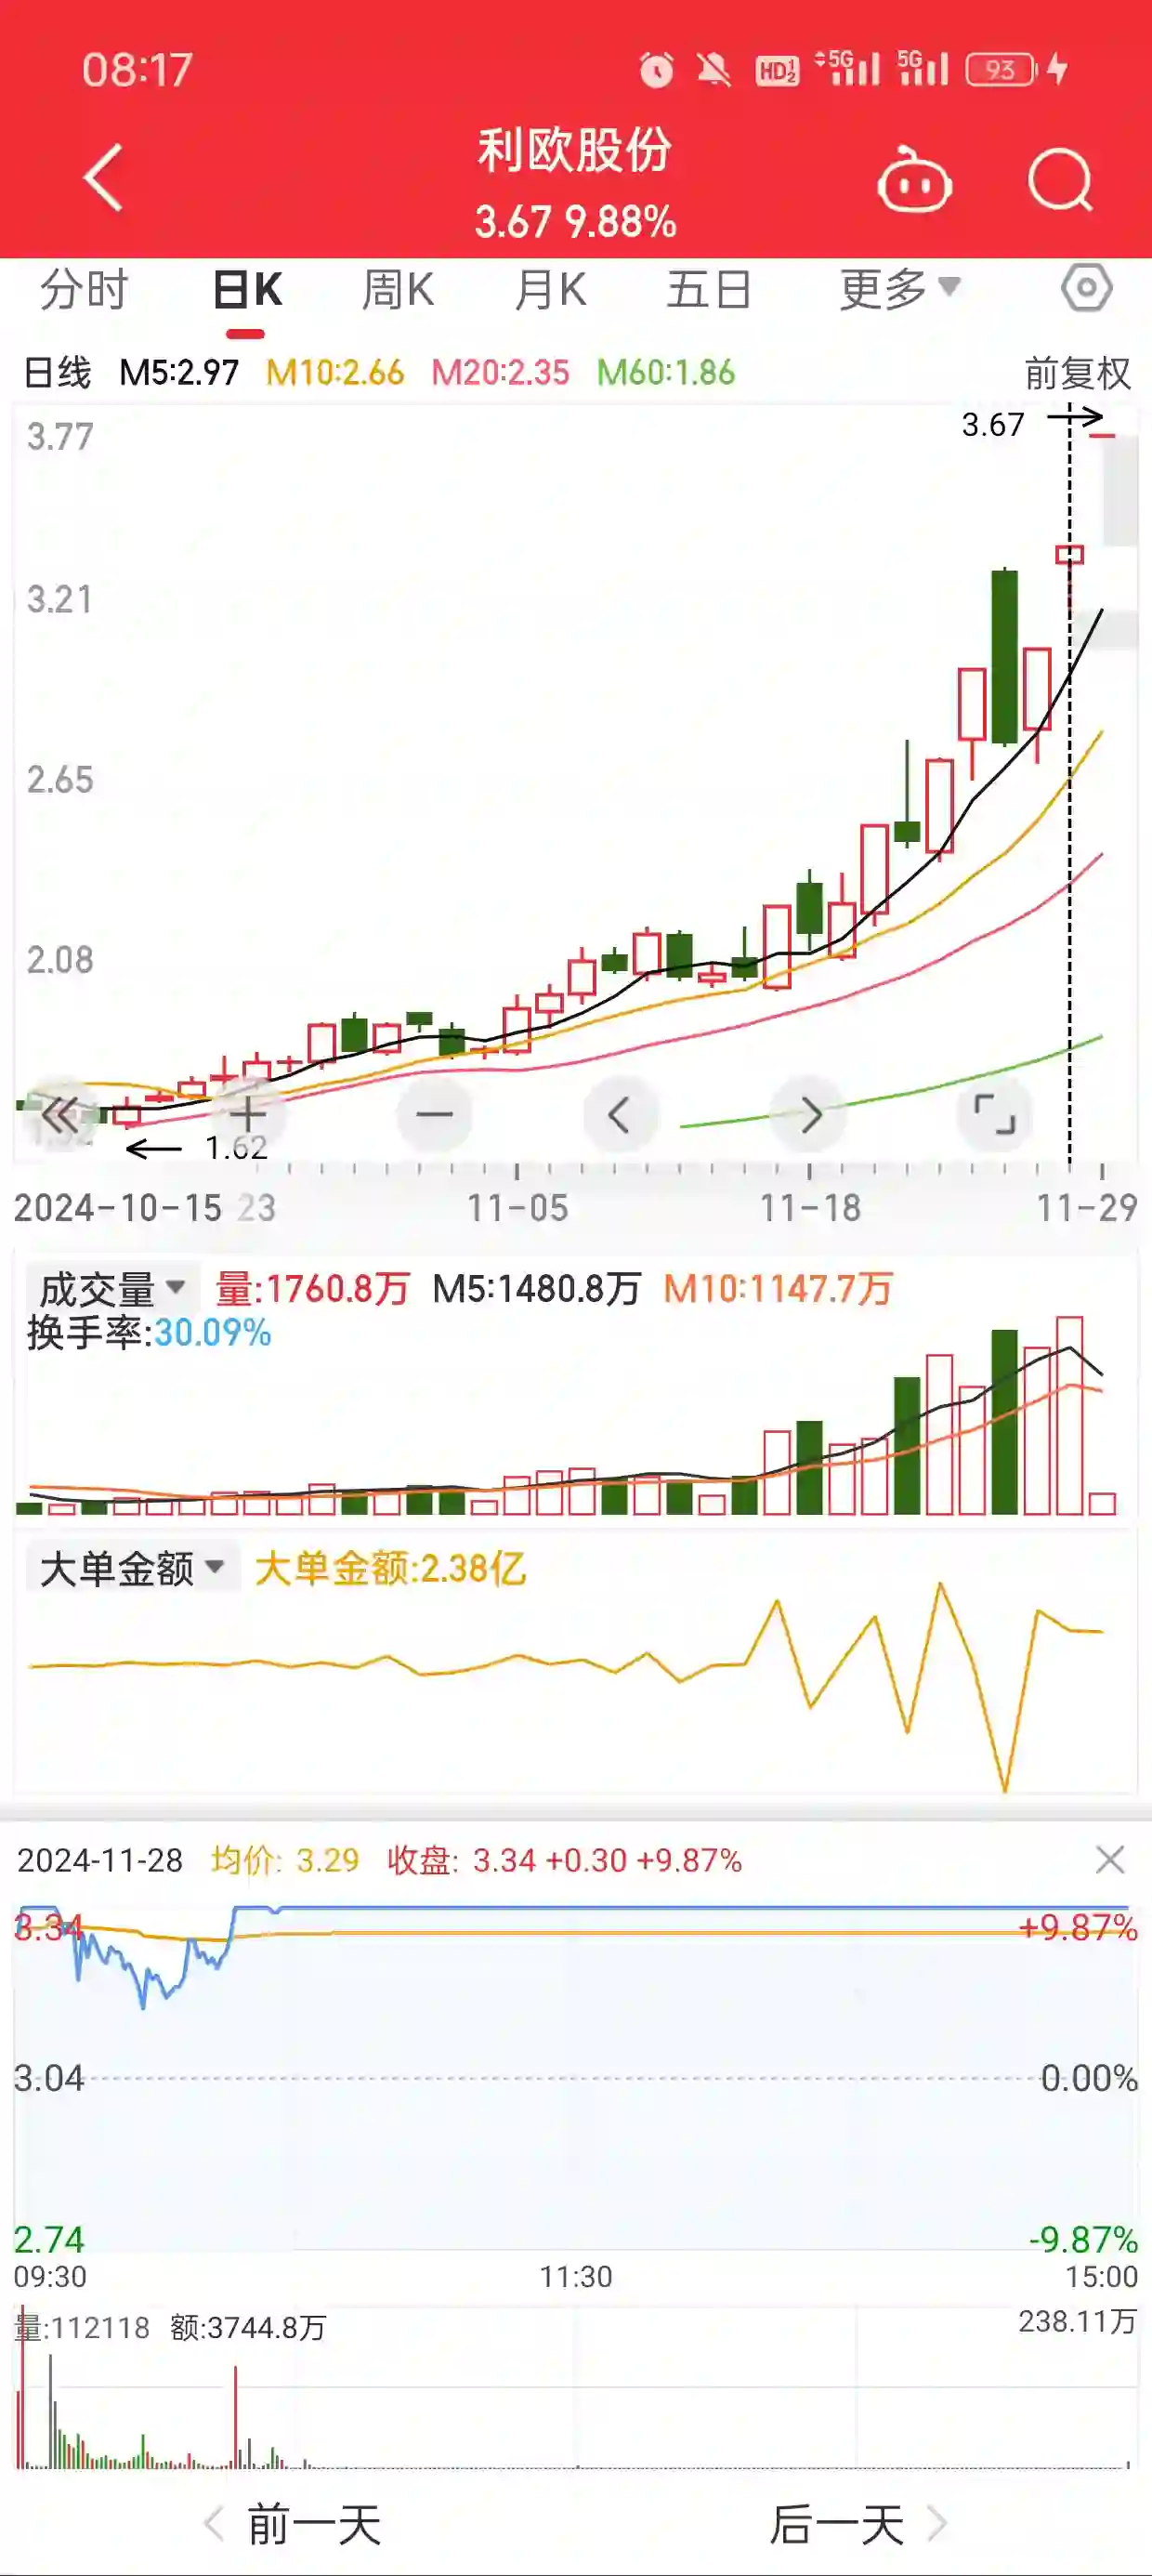 08:17
HD 1 2 5G 5G 93
利欧股份
3.67 9.88%
分时 日K 周K 月K 五日 更多
日线 M5:2.97 M10:2.66 M20:2.35 M60:1.86 前复权
3.67
3.77
3.21
2.65
2.08
1.62
2024-10-15 23 11-05 11-18 11-29
成交量 量:1760.8万 M5:1480.8万 M10:1147.7万
换手率:30.09%
大单金额 大单金额:2.38亿
2024-11-28 均价: 3.29 收盘: 3.34 +0.30 +9.87%
3.34 +9.87%
3.04 0.00%
2.74 -9.87%
09:30 11:30 15:00
量:112118 额:3744.8万 238.11万
前一天 后一天